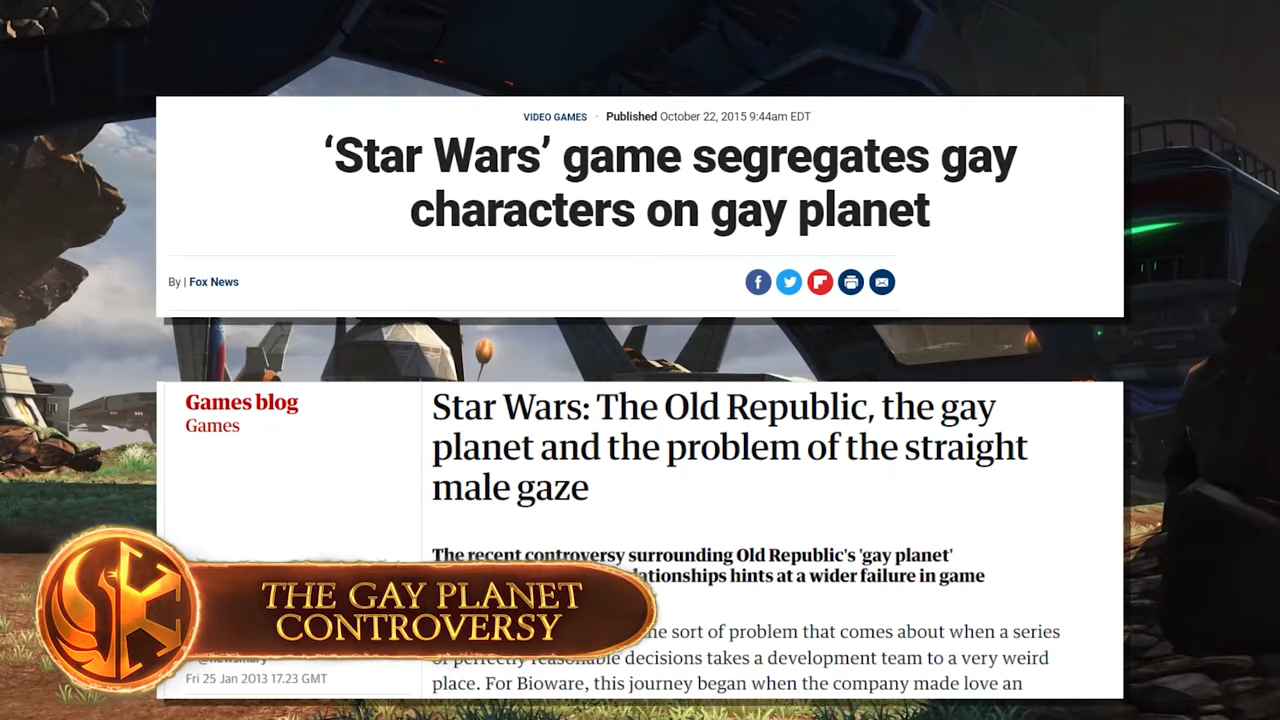 VIDEO GAMES · Published October 22, 2015 9:44am EDT
‘Star Wars’ game segregates gay
characters on gay planet
By | Fox News
Games blog
Games
Star Wars: The Old Republic, the gay
planet and the problem of the straight
male gaze
The recent controversy surrounding Old Republic's 'gay planet'
hints at a wider failure in game
THE GAY PLANET
CONTROVERSY
the sort of problem that comes about when a series
of perfectly reasonable decisions takes a development team to a very weird
place. For Bioware, this journey began when the company made love an
Fri 25 Jan 2013 17.23 GMT